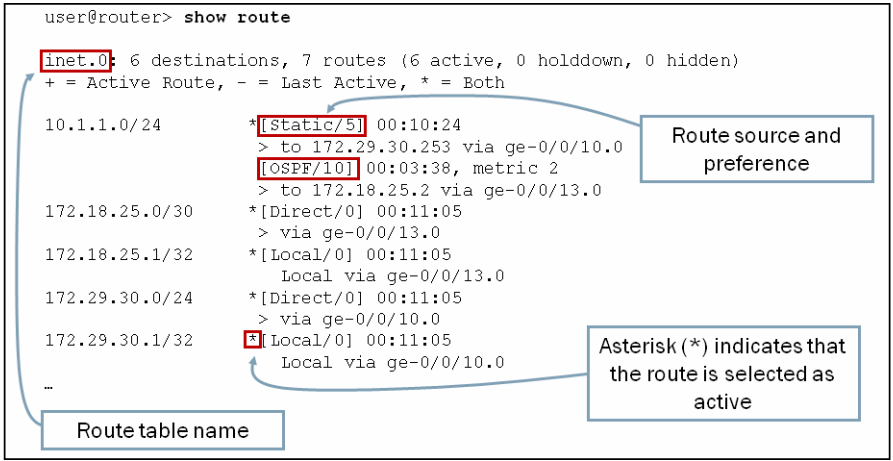 user@router> show route
inet.0: 6 destinations, 7 routes (6 active, 0 holddown, 0 hidden)
+ = Active Route, - = Last Active, * = Both
10.1.1.0/24 *[Static/5] 00:10:24
> to 172.29.30.253 via ge-0/0/10.0
[OSPF/10] 00:03:38, metric 2
> to 172.18.25.2 via ge-0/0/13.0
172.18.25.0/30 *[Direct/0] 00:11:05
> via ge-0/0/13.0
172.18.25.1/32 *[Local/0] 00:11:05
Local via ge-0/0/13.0
172.29.30.0/24 *[Direct/0] 00:11:05
> via ge-0/0/10.0
172.29.30.1/32 *[Local/0] 00:11:05
Local via ge-0/0/10.0
…
Route source and
preference
Asterisk (*) indicates that
the route is selected as
active
Route table name